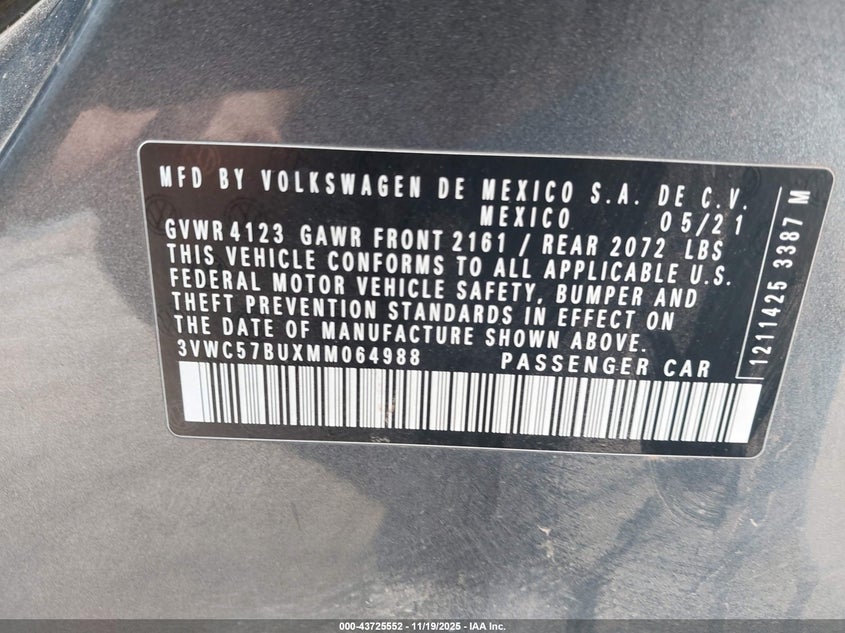 MFD BY VOLKSWAGEN DE MEXICO S.A. DE C.V.
MEXICO 05/21
GVWR 4123 GAWR FRONT 2161 / REAR 2072 LBS
THIS VEHICLE CONFORMS TO ALL APPLICABLE U.S.
FEDERAL MOTOR VEHICLE SAFETY, BUMPER AND
THEFT PREVENTION STANDARDS IN EFFECT ON
THE DATE OF MANUFACTURE SHOWN ABOVE.
3VWC57BUXMM064988 PASSENGER CAR
1211425 3387 M
000-43725552 - 11/19/2025 - IAA Inc.